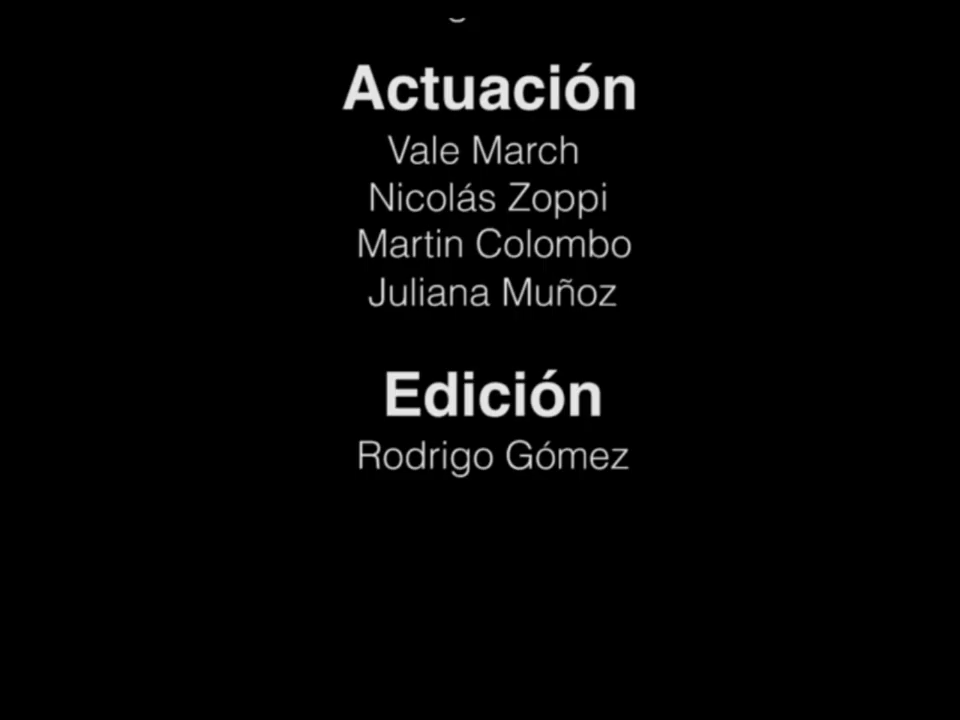 Actuación
Vale March
Nicolás Zoppi
Martin Colombo
Juliana Muñoz
Edición
Rodrigo Gómez